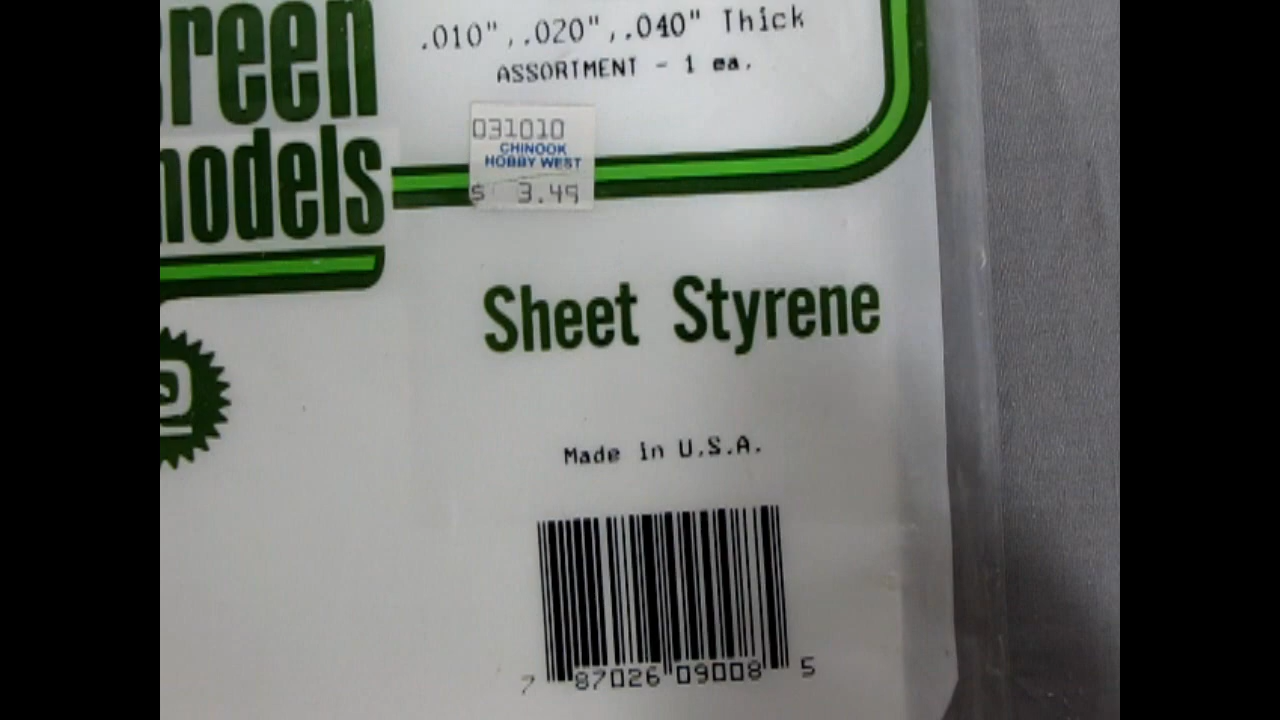 reen
models
.010",.020",.040" Thick
ASSORTMENT - 1 ea.
031010
CHINOOK
HOBBY WEST
$ 3.49
Sheet Styrene
Made in U.S.A.
7 87026 09008 5